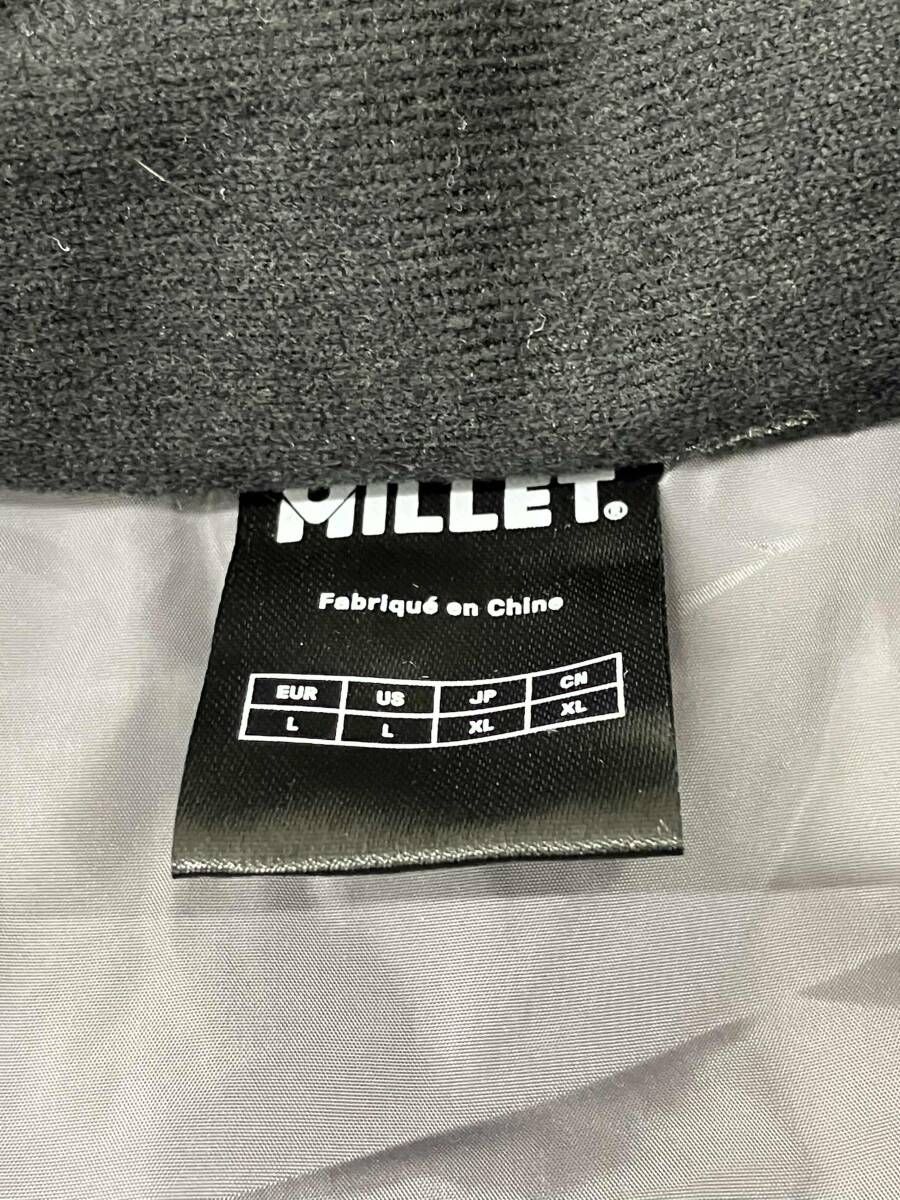 MILLET®
Fabriqué en Chine
EUR US JP CN
L L XL XL